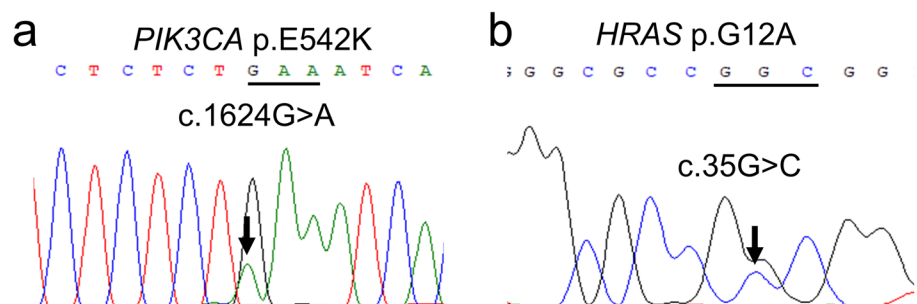 a
PIK3CA p.E542K
C T C T C T G A A A T C A
c.1624G>A
b
HRAS p.G12A
G G C G C C G G C G G
c.35G>C